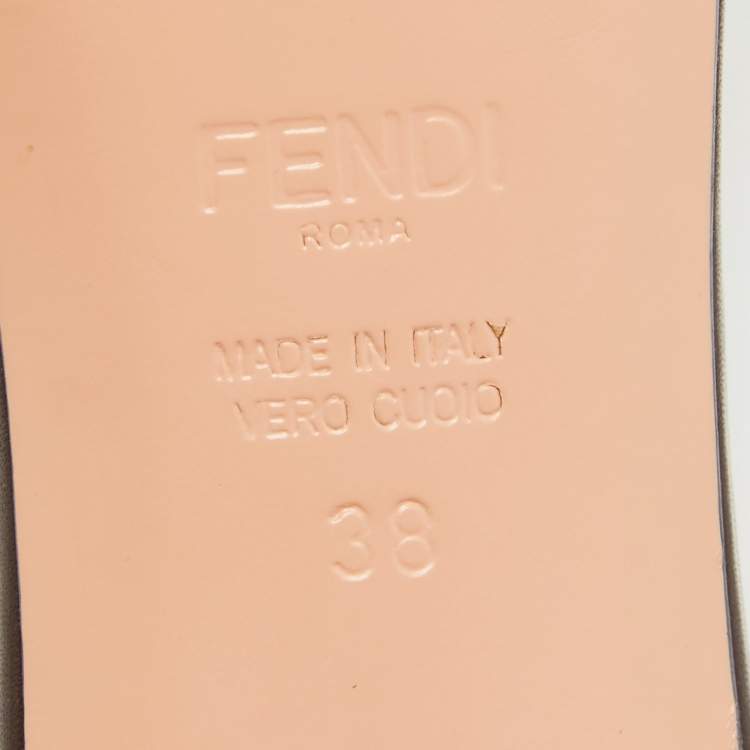 FENDI
ROMA
MADE IN ITALY
VERO CUOIO
38